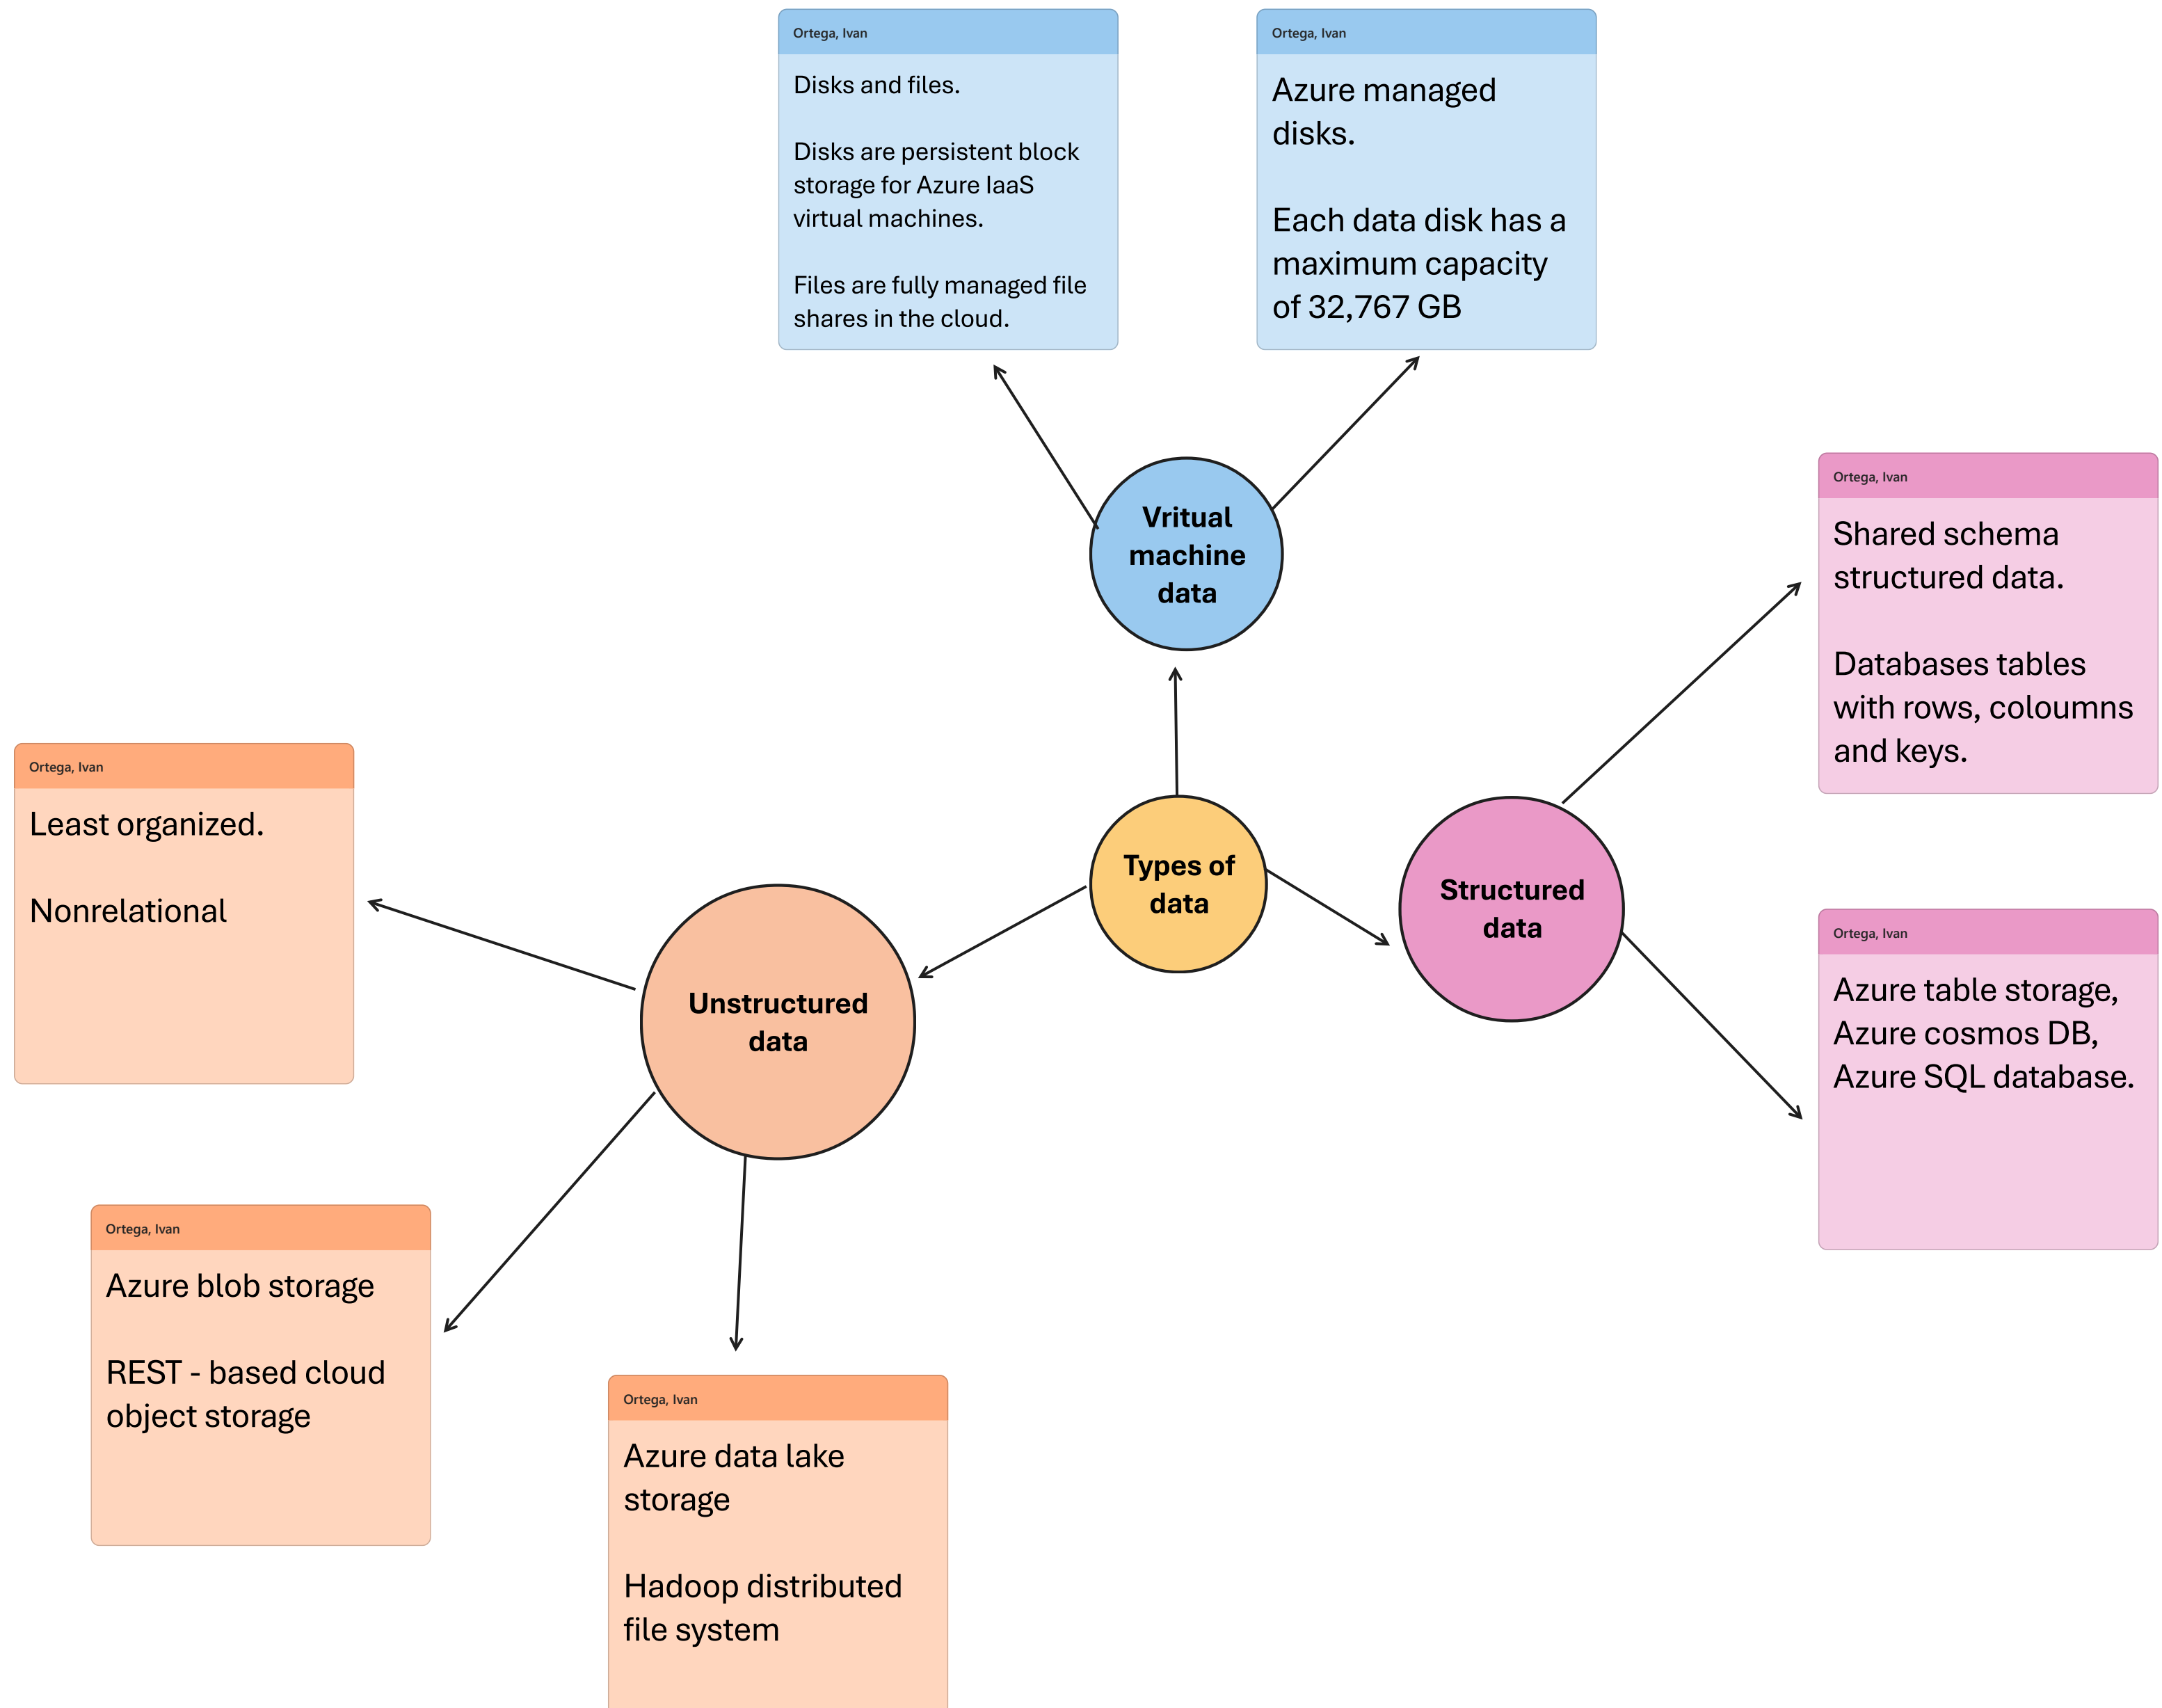 Ortega, Ivan
Disks and files.
Disks are persistent block
storage for Azure IaaS
virtual machines.
Files are fully managed file
shares in the cloud.
Ortega, Ivan
Azure managed
disks.
Each data disk has a
maximum capacity
of 32,767 GB
Vritual
machine
data
Ortega, Ivan
Shared schema
structured data.
Databases tables
with rows, coloumns
and keys.
Ortega, Ivan
Least organized.
Nonrelational
Types of
data
Structured
data
Unstructured
data
Ortega, Ivan
Azure table storage,
Azure cosmos DB,
Azure SQL database.
Ortega, Ivan
Azure blob storage
REST - based cloud
object storage
Ortega, Ivan
Azure data lake
storage
Hadoop distributed
file system